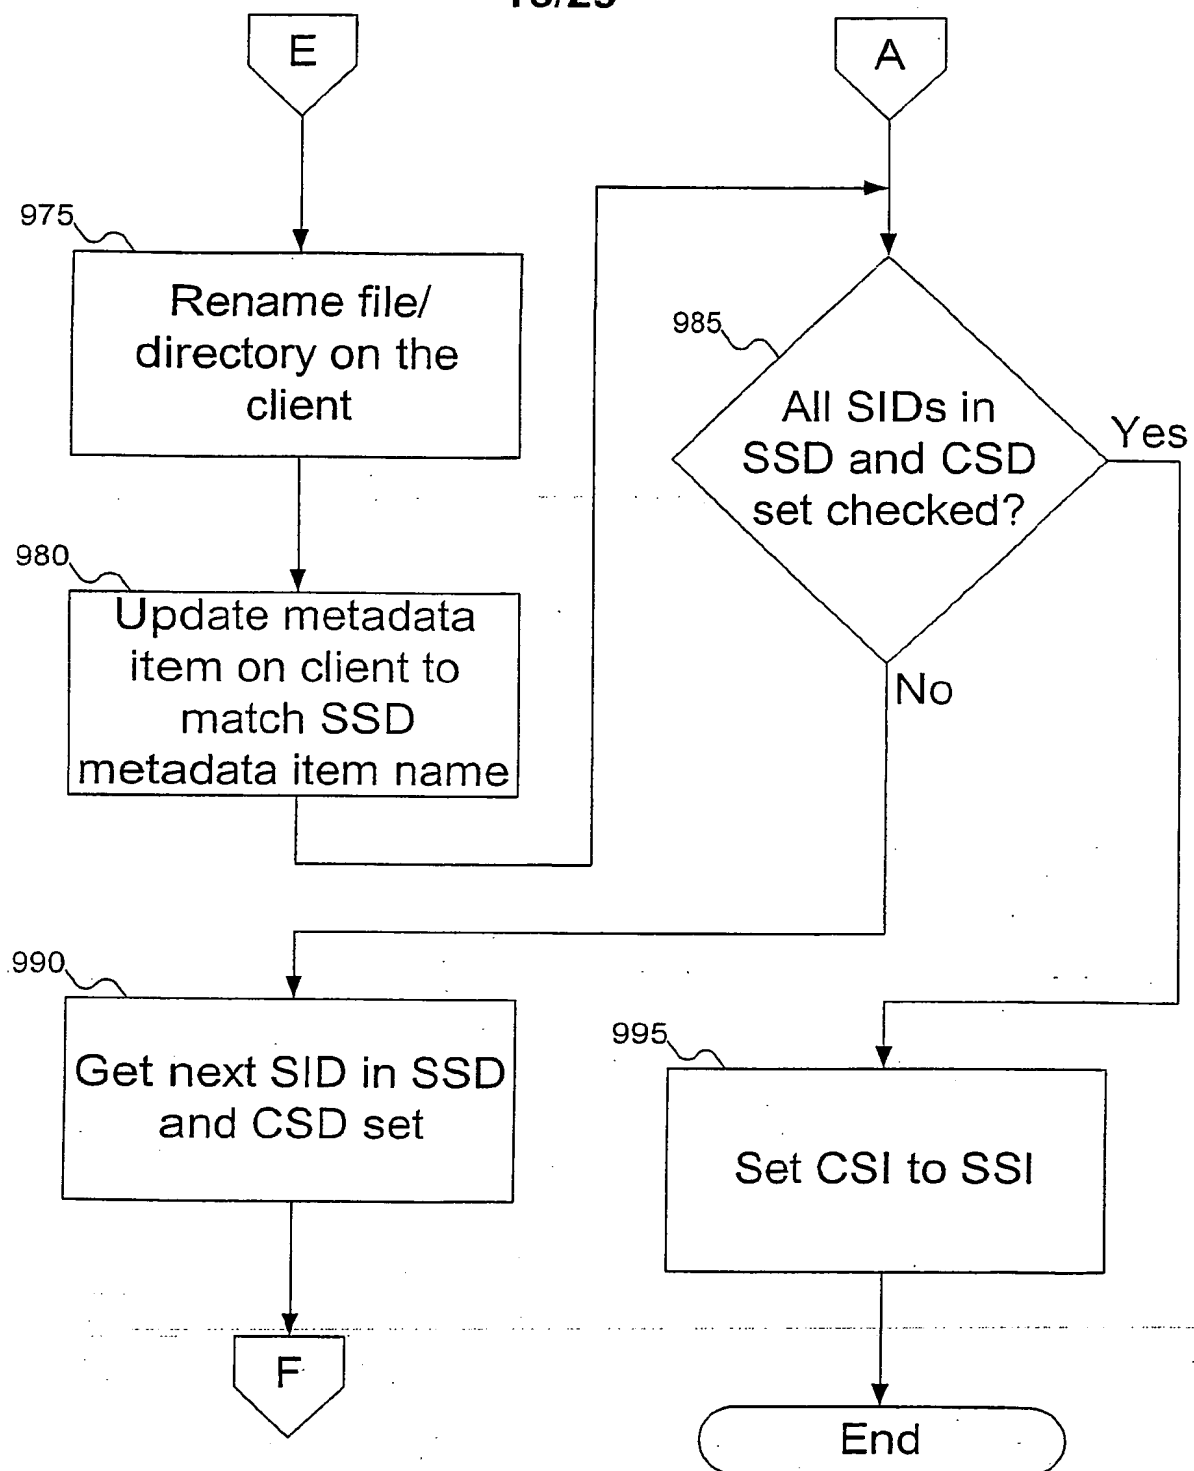 E
A
975
Rename file/
directory on the
client
985
All SIDs in
SSD and CSD
set checked?
Yes
No
980
Update metadata
item on client to
match SSD
metadata item name
990
Get next SID in SSD
and CSD set
995
Set CSI to SSI
F
End